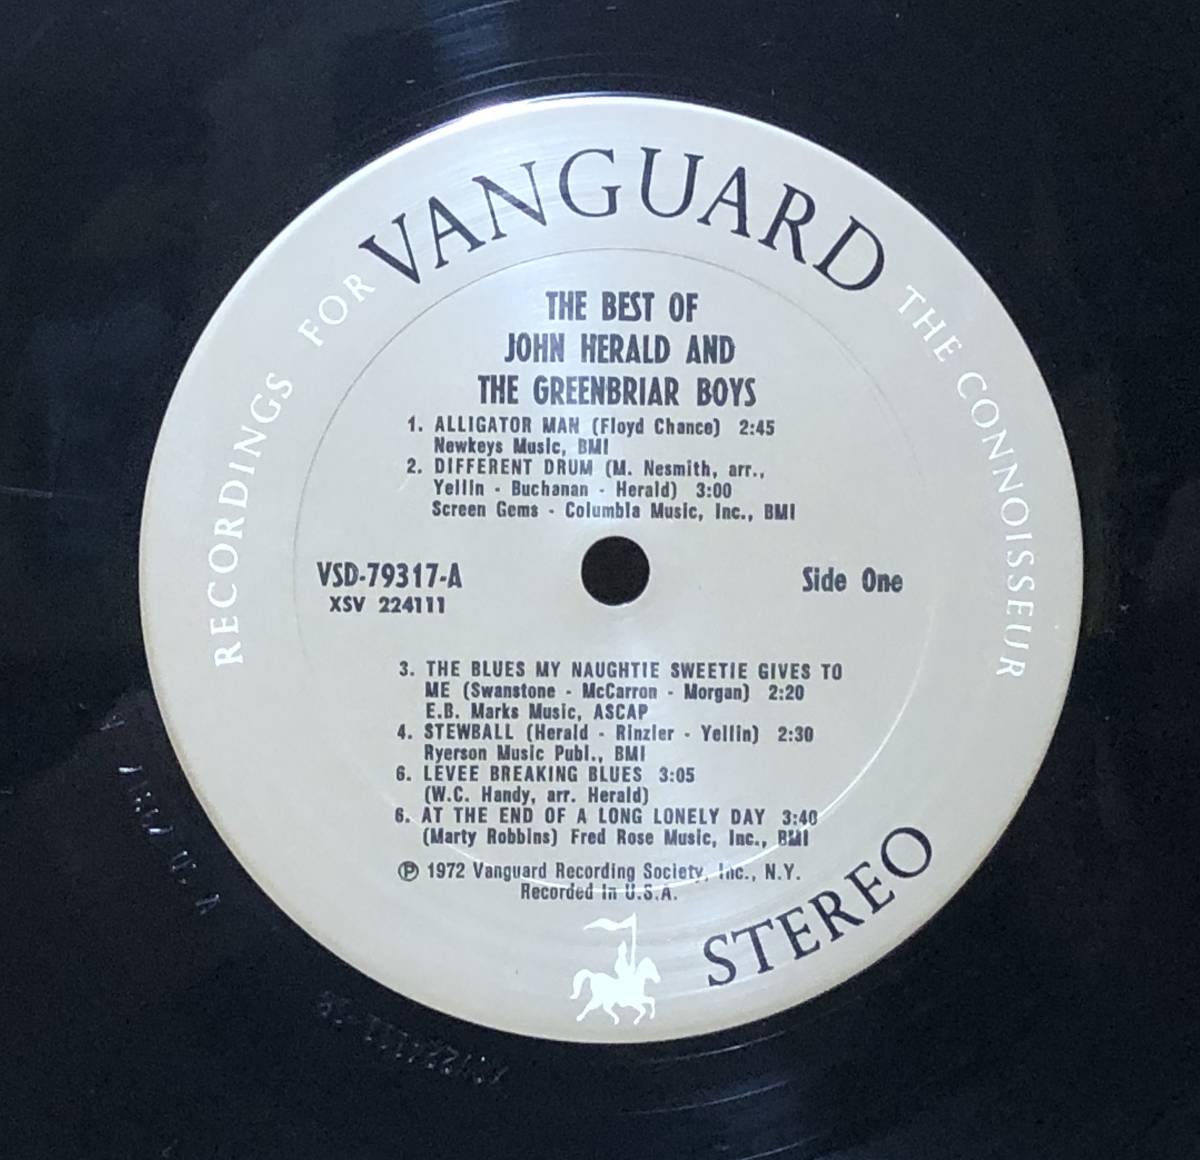 RECORDINGS FOR VANGUARD THE CONNOISSEUR
THE BEST OF
JOHN HERALD AND
THE GREENBRIAR BOYS
1. ALLIGATOR MAN (Floyd Chance) 2:45
Newkeys Music, BMI
2. DIFFERENT DRUM (M. Nesmith, arr.,
Yellin - Buchanan - Herald) 3:00
Screen Gems - Columbia Music, Inc., BMI
VSD-79317-A
XSV 224111
Side One
3. THE BLUES MY NAUGHTIE SWEETIE GIVES TO
ME (Swanstone - McCarron - Morgan) 2:20
E.B. Marks Music, ASCAP
4. STEWBALL (Herald - Rinzler - Yellin) 2:30
Ryerson Music Publ., BMI
6. LEVEE BREAKING BLUES 3:05
(W.C. Handy, arr. Herald)
6. AT THE END OF A LONG LONELY DAY 3:40
(Marty Robbins) Fred Rose Music, Inc., BMI
℗ 1972 Vanguard Recording Society, Inc., N.Y.
Recorded in U.S.A.
STEREO